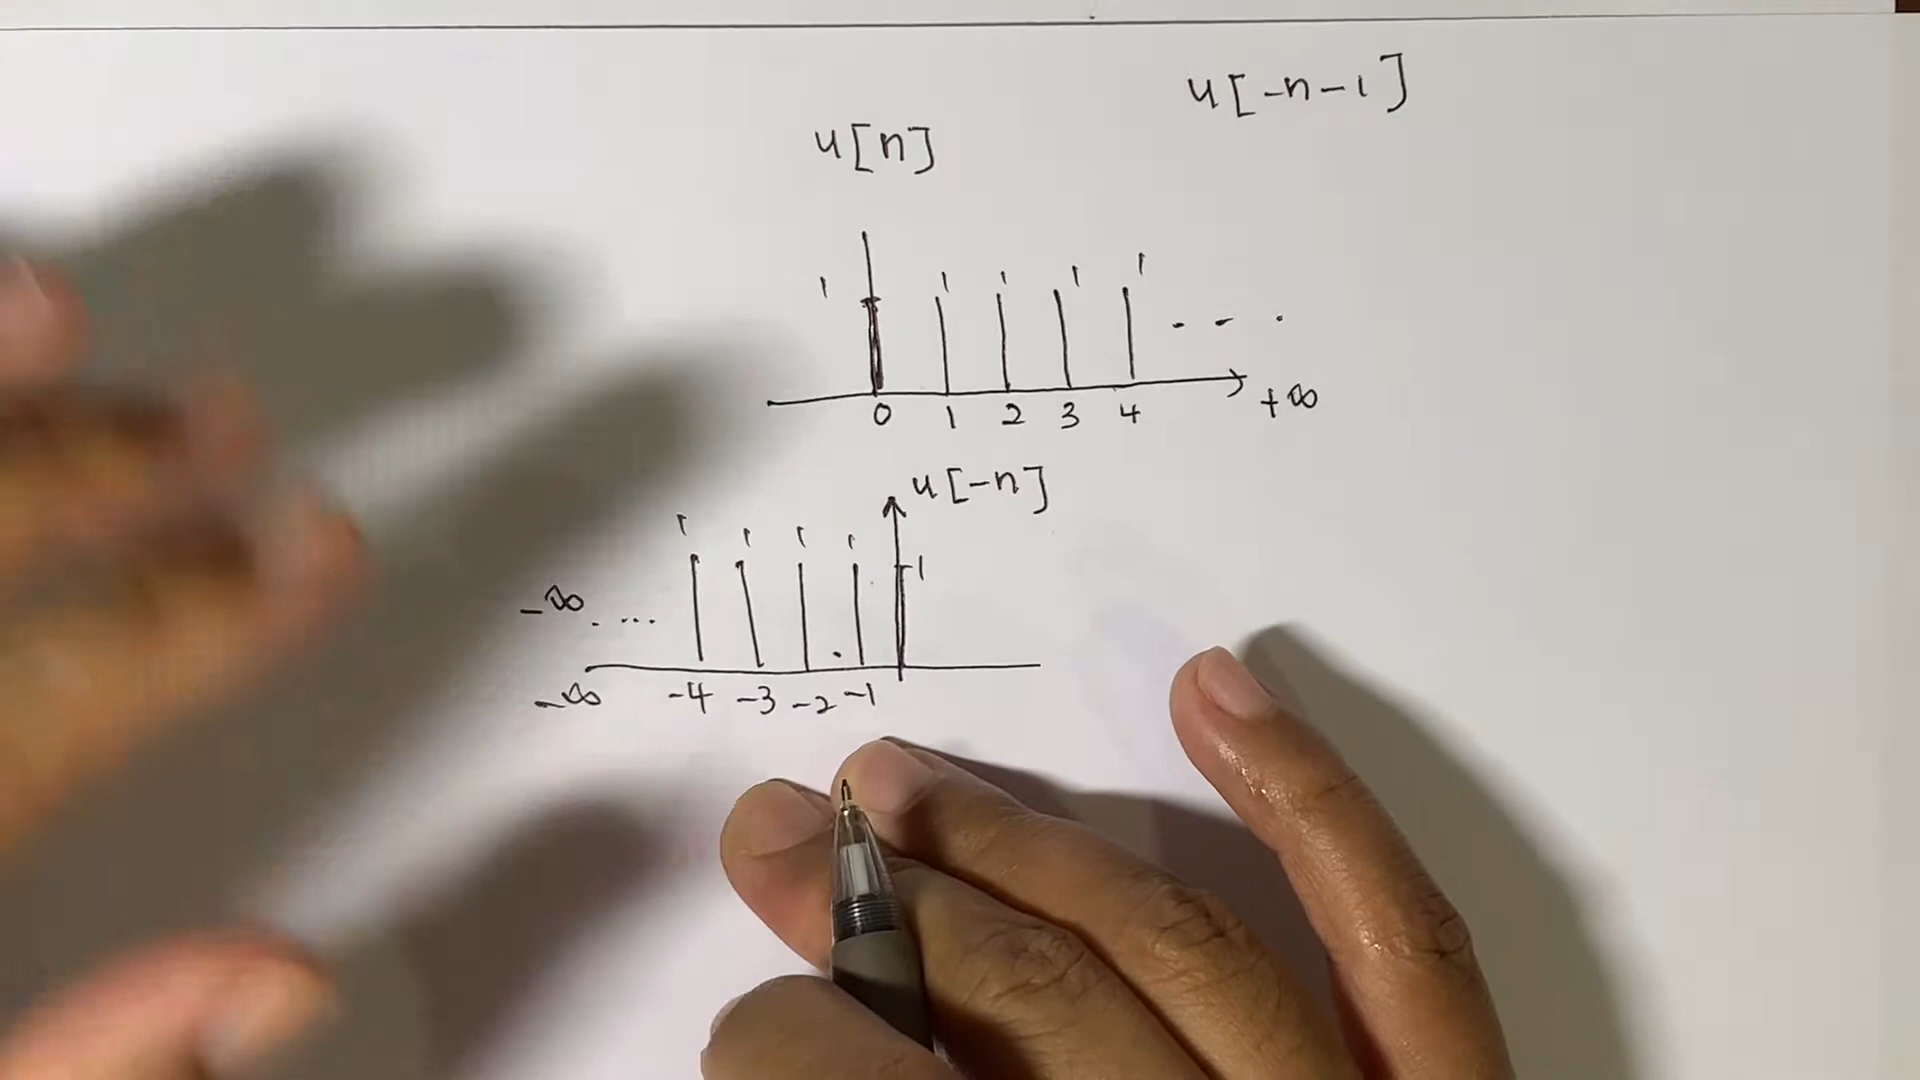 u[-n-1]
u[n]
1 1 1 1 1
0 1 2 3 4 +∞
u[-n]
1 1 1 1 1
-∞ . ...
-∞ -4 -3 -2 -1